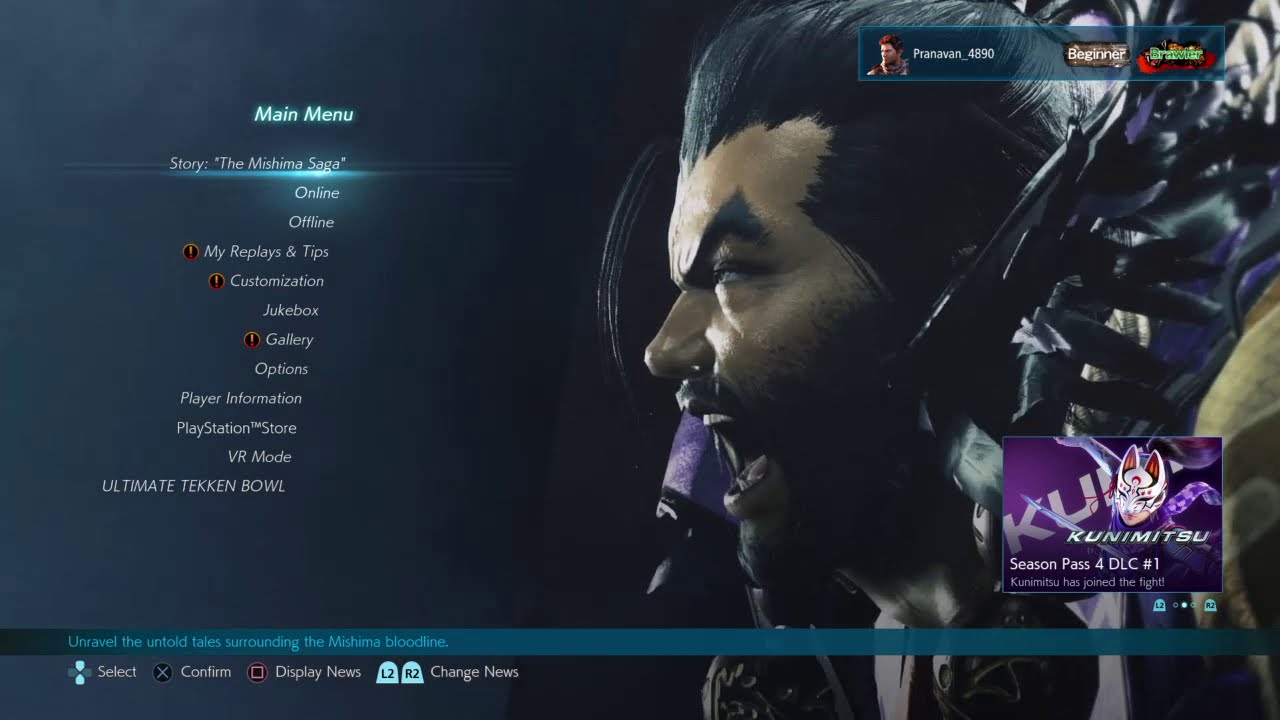 Pranavan_4890
Beginner
Brawler
Main Menu
Story: "The Mishima Saga"
Online
Offline
My Replays & Tips
Customization
Jukebox
Gallery
Options
Player Information
PlayStation™Store
VR Mode
ULTIMATE TEKKEN BOWL
KUNIMITSU
Season Pass 4 DLC #1
Kunimitsu has joined the fight!
L2 R2
Unravel the untold tales surrounding the Mishima bloodline.
Select Confirm Display News L2 R2 Change News